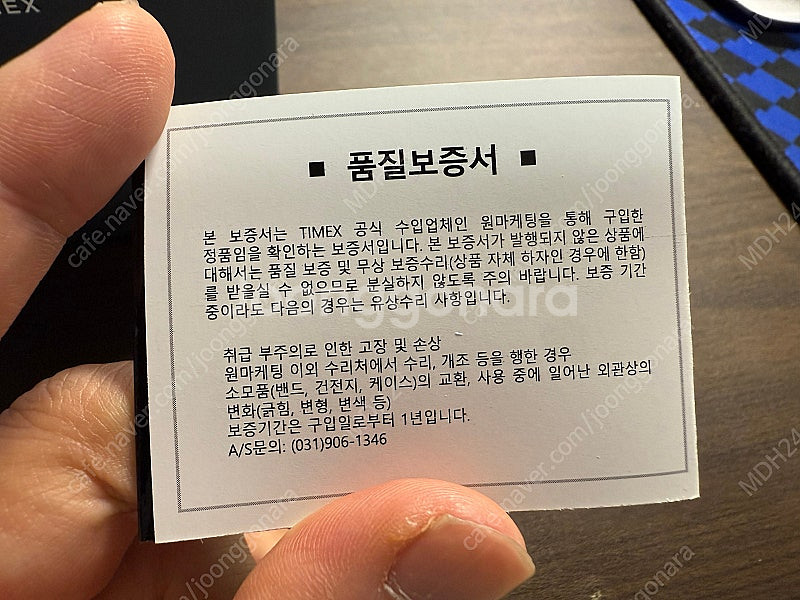 ■ 품질보증서 ■
본 보증서는 TIMEX 공식 수입업체인 원마케팅을 통해 구입한
정품임을 확인하는 보증서입니다. 본 보증서가 발행되지 않은 상품에
대해서는 품질 보증 및 무상 보증수리(상품 자체 하자인 경우에 한함)
를 받을실 수 없으므로 분실하지 않도록 주의 바랍니다. 보증 기간
중이라도 다음의 경우는 유상수리 사항입니다.
취급 부주의로 인한 고장 및 손상
원마케팅 이외 수리처에서 수리, 개조 등을 행한 경우
소모품(밴드, 건전지, 케이스)의 교환, 사용 중에 일어난 외관상의
변화(긁힘, 변형, 변색 등)
보증기간은 구입일로부터 1년입니다.
A/S문의: (031)906-1346
joonggonara
cafe.naver.com/joonggonara
MDH24